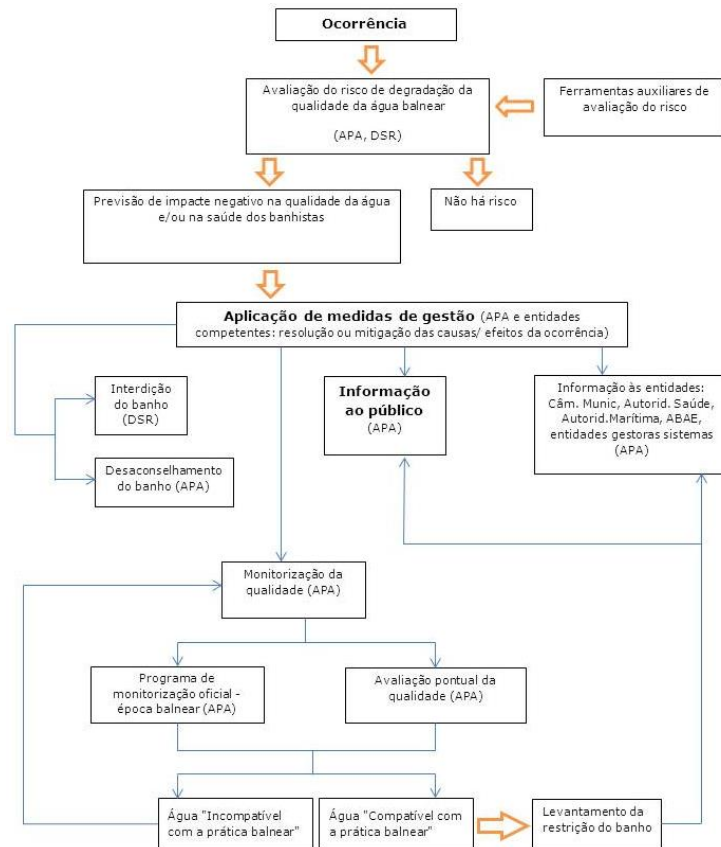 Ocorrência
Avaliação do risco de degradação da
qualidade da água balnear
(APA, DSR)
Ferramentas auxiliares de
avaliação do risco
Previsão de impacte negativo na qualidade da água
e/ou na saúde dos banhistas
Não há risco
Aplicação de medidas de gestão (APA e entidades
competentes: resolução ou mitigação das causas/ efeitos da ocorrência)
Interdição
do banho
(DSR)
Desaconselhamento
do banho (APA)
Informação
ao público
(APA)
Informação às entidades:
Câm. Munic, Autorid. Saúde,
Autorid.Marítima, ABAE,
entidades gestoras sistemas
(APA)
Monitorização da
qualidade (APA)
Programa de
monitorização oficial -
época balnear (APA)
Avaliação pontual da
qualidade (APA)
Água "Incompatível
com a prática balnear"
Água "Compatível com
a prática balnear"
Levantamento da
restrição do banho